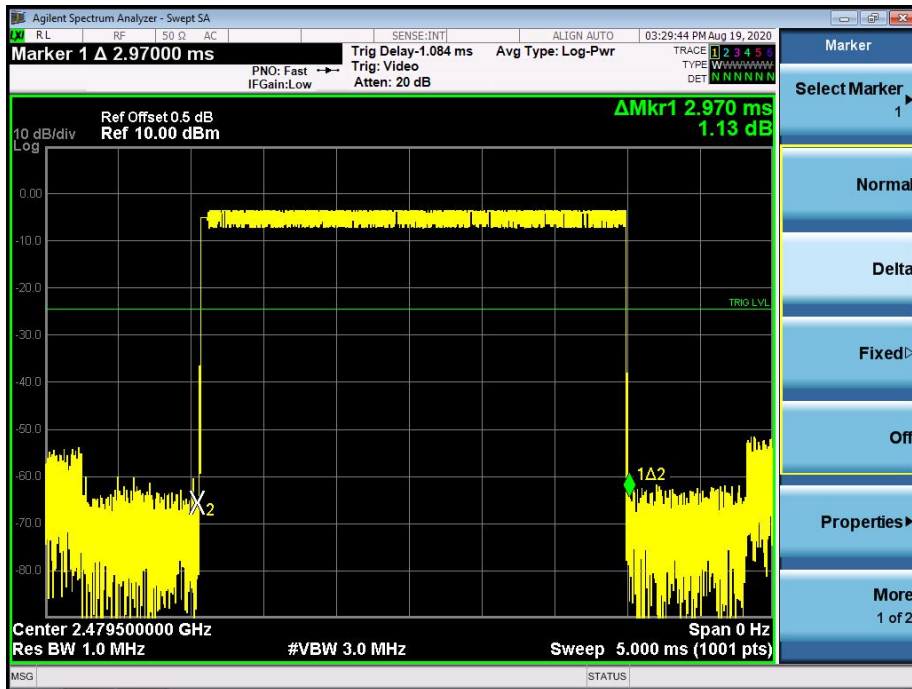 Agilent Spectrum Analyzer - Swept SA
LXI RL RF 50 Ω AC SENSE:INT ALIGN AUTO 03:29:44 PM Aug 19, 2020
Marker 1 Δ 2.97000 ms
PNO: Fast
IFGain:Low
Trig Delay-1.084 ms
Trig: Video
Atten: 20 dB
Avg Type: Log-Pwr
TRACE 1 2 3 4 5 6
TYPE WWWWWW
DET N N N N N N
ΔMkr1 2.970 ms
1.13 dB
Ref Offset 0.5 dB
10 dB/div Ref 10.00 dBm
Log
0.00
-10.0
-20.0
TRIG LVL
-30.0
-40.0
-50.0
-60.0
1Δ2
2
-70.0
-80.0
Center 2.479500000 GHz Span 0 Hz
Res BW 1.0 MHz #VBW 3.0 MHz Sweep 5.000 ms (1001 pts)
MSG STATUS
Marker
Select Marker
1
Normal
Delta
Fixed
Off
Properties
More
1 of 2